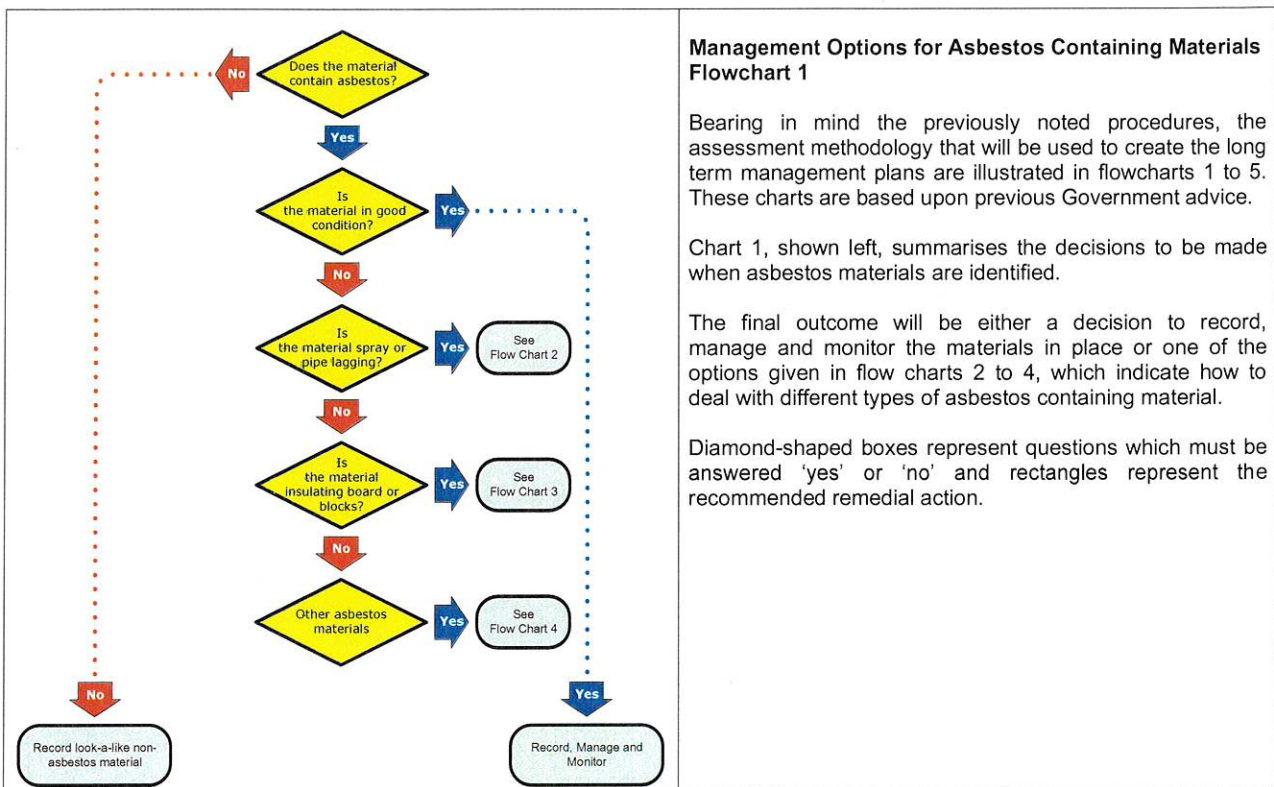 Does the material
contain asbestos?
No
Yes
Is
the material in good
condition?
Yes
No
Is
the material spray or
pipe lagging?
Yes
See
Flow Chart 2
No
Is
the material
insulating board or
blocks?
Yes
See
Flow Chart 3
No
Other asbestos
materials
Yes
See
Flow Chart 4
No
Yes
Record look-a-like non-
asbestos material
Record, Manage and
Monitor
Management Options for Asbestos Containing Materials
Flowchart 1
Bearing in mind the previously noted procedures, the
assessment methodology that will be used to create the long
term management plans are illustrated in flowcharts 1 to 5.
These charts are based upon previous Government advice.
Chart 1, shown left, summarises the decisions to be made
when asbestos materials are identified.
The final outcome will be either a decision to record,
manage and monitor the materials in place or one of the
options given in flow charts 2 to 4, which indicate how to
deal with different types of asbestos containing material.
Diamond-shaped boxes represent questions which must be
answered 'yes' or 'no' and rectangles represent the
recommended remedial action.